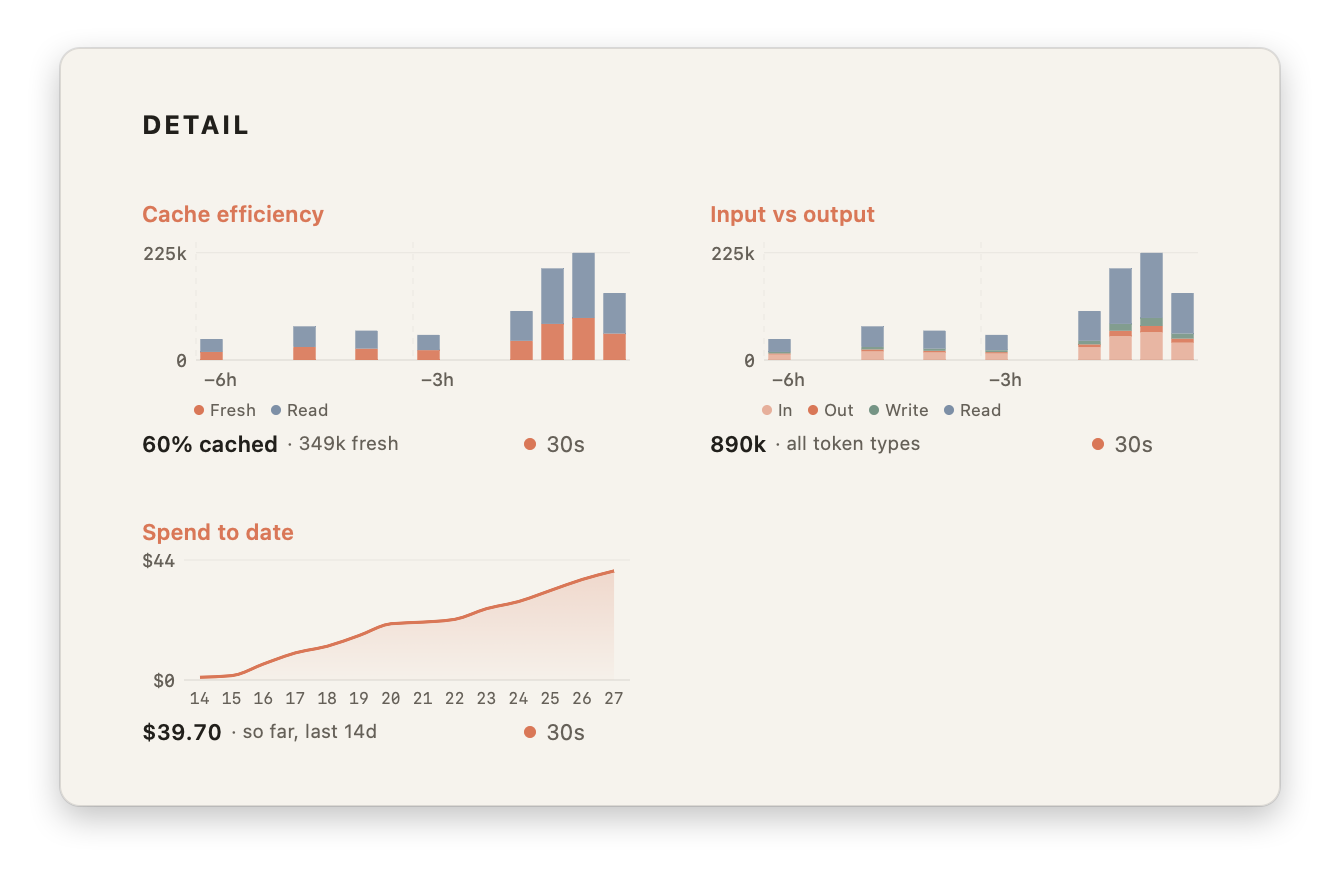 DETAIL
Cache efficiency
225k
0
−6h −3h
Fresh Read
60% cached · 349k fresh 30s
Input vs output
225k
0
−6h −3h
In Out Write Read
890k · all token types 30s
Spend to date
$44
$0
14 15 16 17 18 19 20 21 22 23 24 25 26 27
$39.70 · so far, last 14d 30s